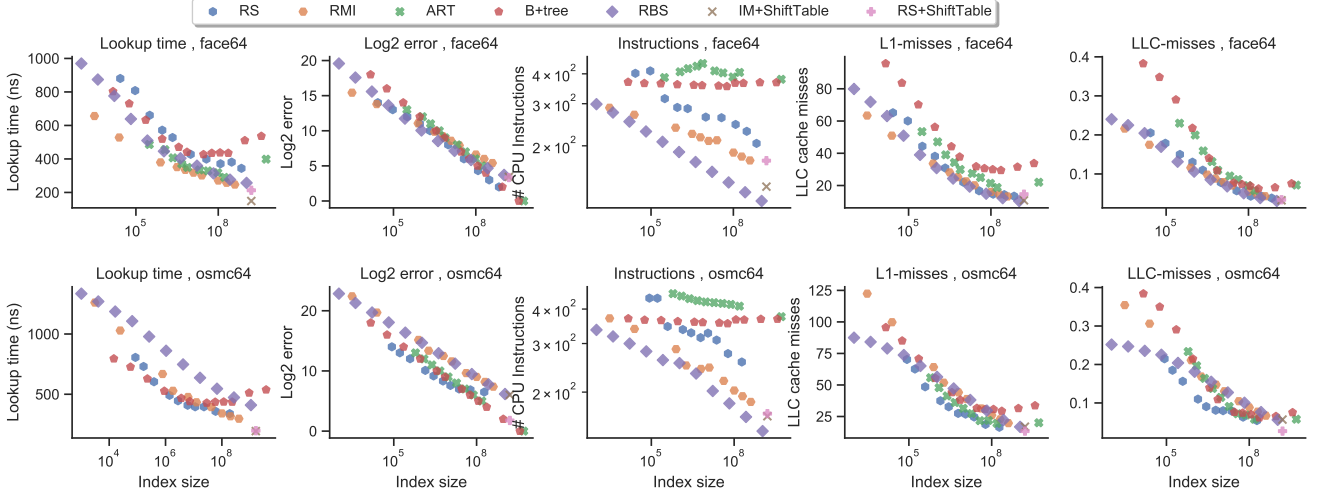 RS RMI ART B+tree RBS IM+ShiftTable RS+ShiftTable
Lookup time , face64
Log2 error , face64
Instructions , face64
L1-misses , face64
LLC-misses , face64
Lookup time (ns)
1000
800
600
400
200
10^5 10^8
Log2 error
20
15
10
5
0
10^5 10^8
# CPU Instructions
4 × 10^2
3 × 10^2
2 × 10^2
10^5 10^8
LLC cache misses
80
60
40
20
10^5 10^8
0.4
0.3
0.2
0.1
10^5 10^8
Lookup time , osmc64
Log2 error , osmc64
Instructions , osmc64
L1-misses , osmc64
LLC-misses , osmc64
Lookup time (ns)
1000
500
10^4 10^6 10^8
Index size
Log2 error
20
10
0
10^5 10^8
Index size
# CPU Instructions
4 × 10^2
3 × 10^2
2 × 10^2
10^5 10^8
Index size
LLC cache misses
125
100
75
50
25
10^5 10^8
Index size
0.4
0.3
0.2
0.1
10^5 10^8
Index size